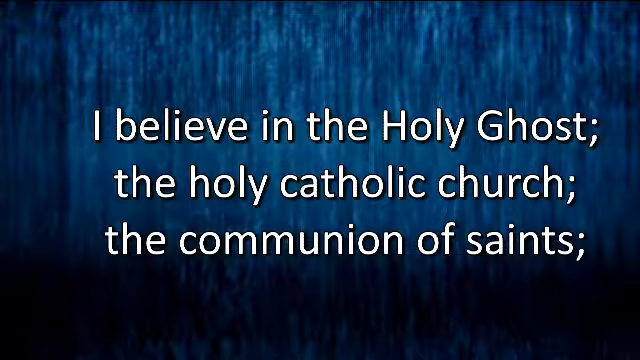 I believe in the Holy Ghost;
the holy catholic church;
the communion of saints;